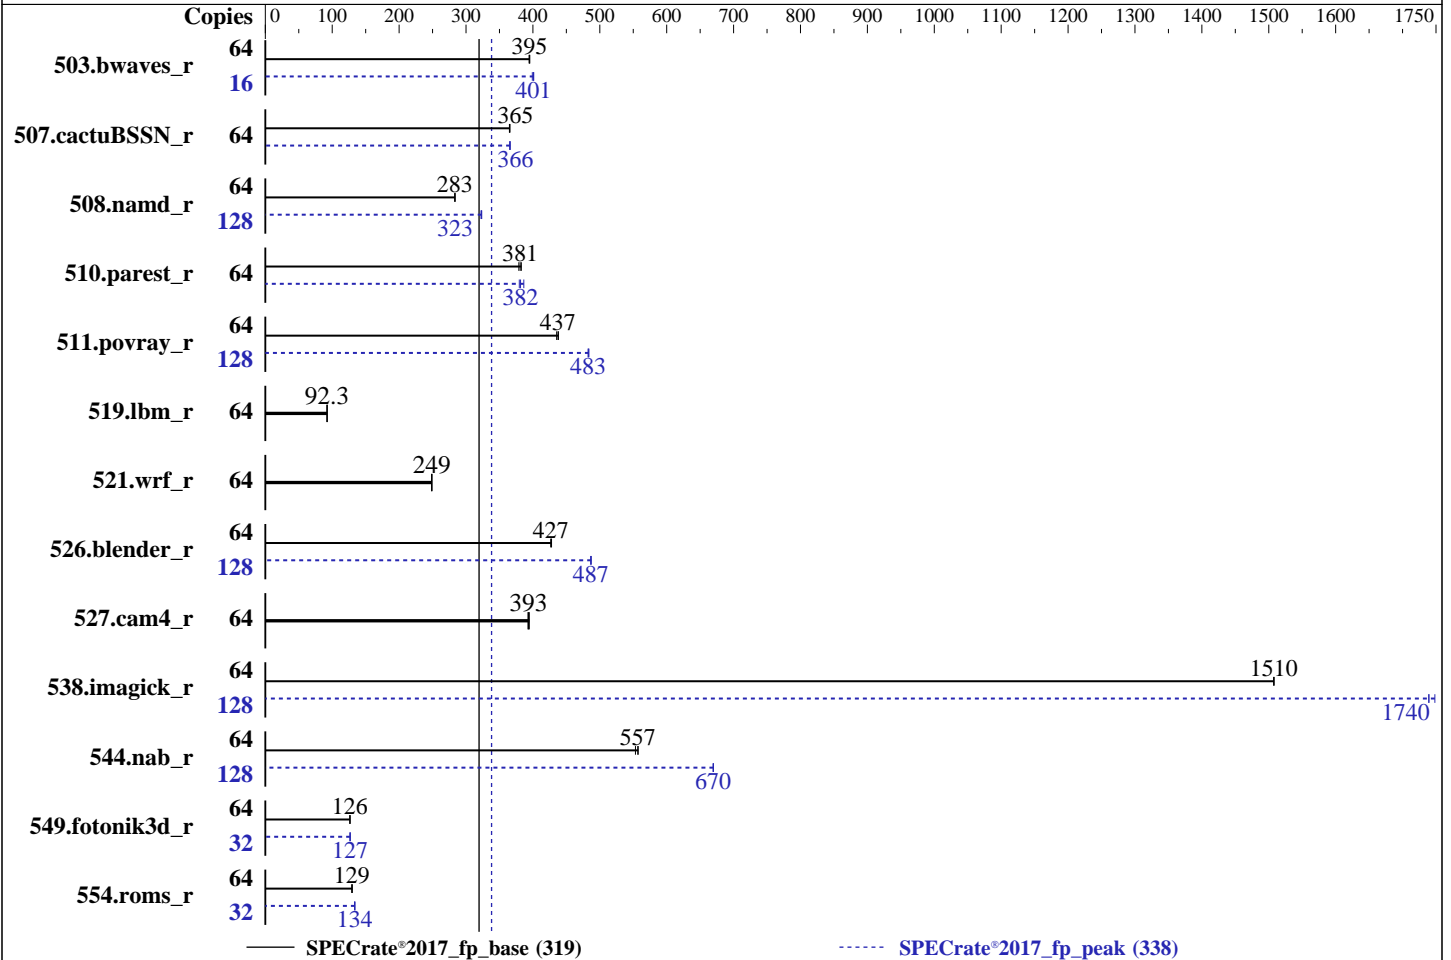 Copies 0 100 200 300 400 500 600 700 800 900 1000 1100 1200 1300 1400 1500 1600 1750
503.bwaves_r 64 395
16 401
507.cactuBSSN_r 64 365
366
508.namd_r 64 283
128 323
510.parest_r 64 381
382
511.povray_r 64 437
128 483
519.lbm_r 64 92.3
521.wrf_r 64 249
526.blender_r 64 427
128 487
527.cam4_r 64 393
538.imagick_r 64 1510
128 1740
544.nab_r 64 557
128 670
549.fotonik3d_r 64 126
32 127
554.roms_r 64 129
32 134
SPECrate®2017_fp_base (319) SPECrate®2017_fp_peak (338)